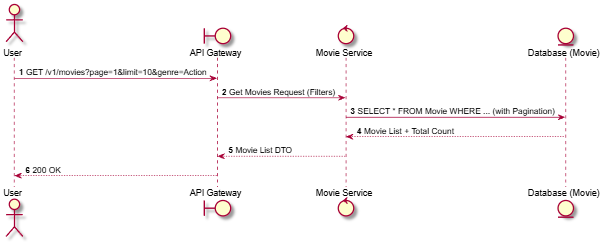 User
API Gateway
Movie Service
Database (Movie)
1 GET /v1/movies?page=1&limit=10&genre=Action
2 Get Movies Request (Filters)
3 SELECT * FROM Movie WHERE ... (with Pagination)
4 Movie List + Total Count
5 Movie List DTO
6 200 OK
User
API Gateway
Movie Service
Database (Movie)